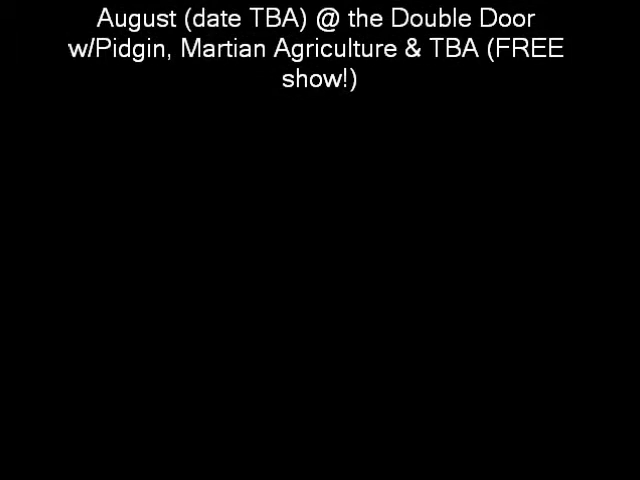 August (date TBA) @ the Double Door
w/Pidgin, Martian Agriculture & TBA (FREE
show!)